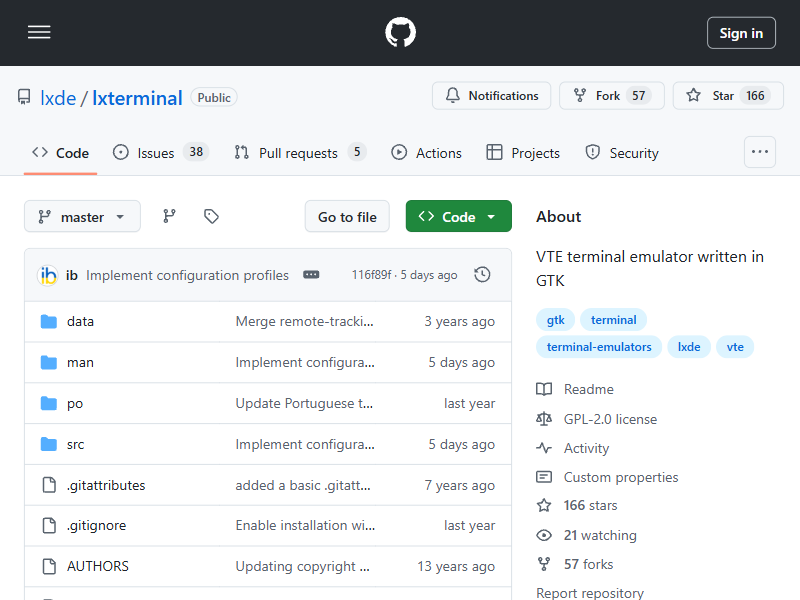 Sign in
lxde / lxterminal Public
Notifications Fork 57 Star 166
Code Issues 38 Pull requests 5 Actions Projects Security
master Go to file Code
ib Implement configuration profiles 116f89f · 5 days ago
data Merge remote-tracki... 3 years ago
man Implement configura... 5 days ago
po Update Portuguese t... last year
src Implement configura... 5 days ago
.gitattributes added a basic .gitatt... 7 years ago
.gitignore Enable installation wi... last year
AUTHORS Updating copyright ... 13 years ago
About
VTE terminal emulator written in
GTK
gtk terminal
terminal-emulators lxde vte
Readme
GPL-2.0 license
Activity
Custom properties
166 stars
21 watching
57 forks
Report repository